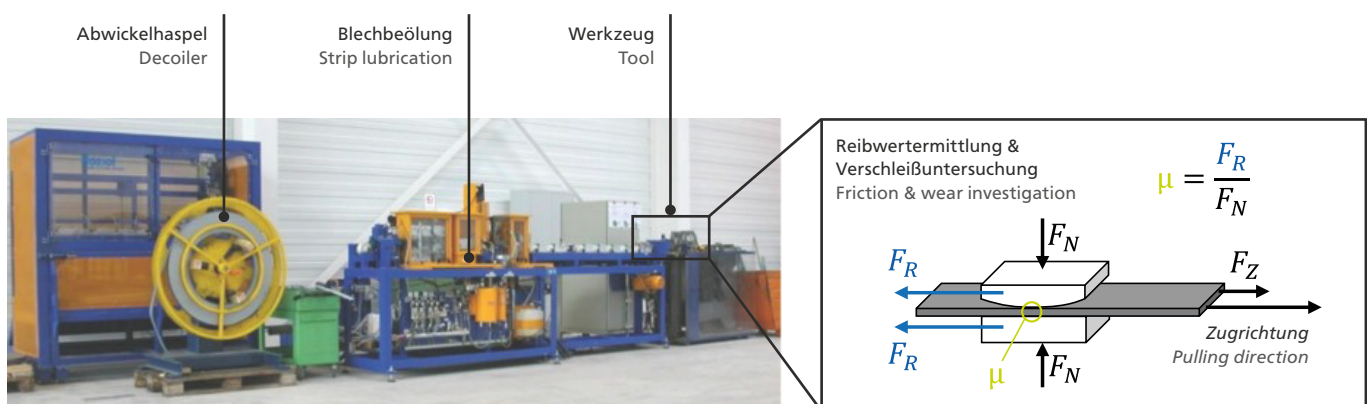 Abwickelhaspel
Decoiler
Blechbeölung
Strip lubrication
Werkzeug
Tool
Reibwertermittlung &
Verschleißuntersuchung
Friction & wear investigation
μ = F_R / F_N
F_N
F_R
F_Z
F_R
μ
F_N
Zugrichtung
Pulling direction